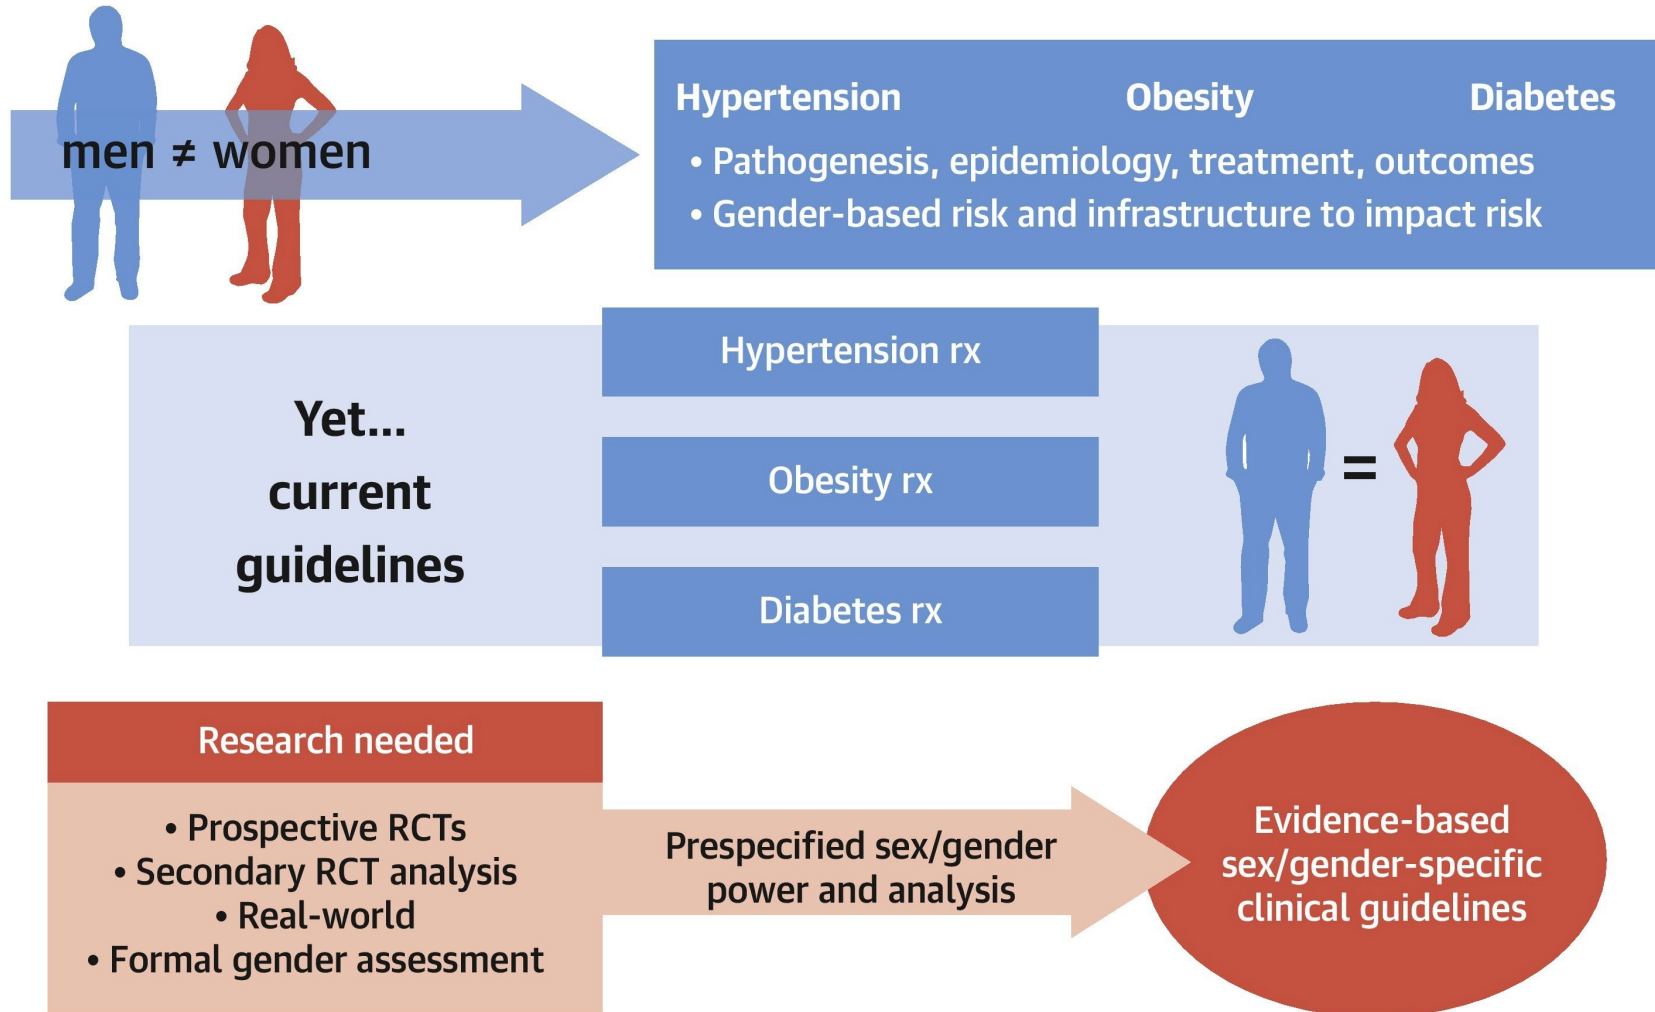 men ≠ women
Hypertension Obesity Diabetes
• Pathogenesis, epidemiology, treatment, outcomes
• Gender-based risk and infrastructure to impact risk
Yet...
current
guidelines
Hypertension rx
Obesity rx
Diabetes rx
=
Research needed
• Prospective RCTs
• Secondary RCT analysis
• Real-world
• Formal gender assessment
Prespecified sex/gender
power and analysis
Evidence-based
sex/gender-specific
clinical guidelines